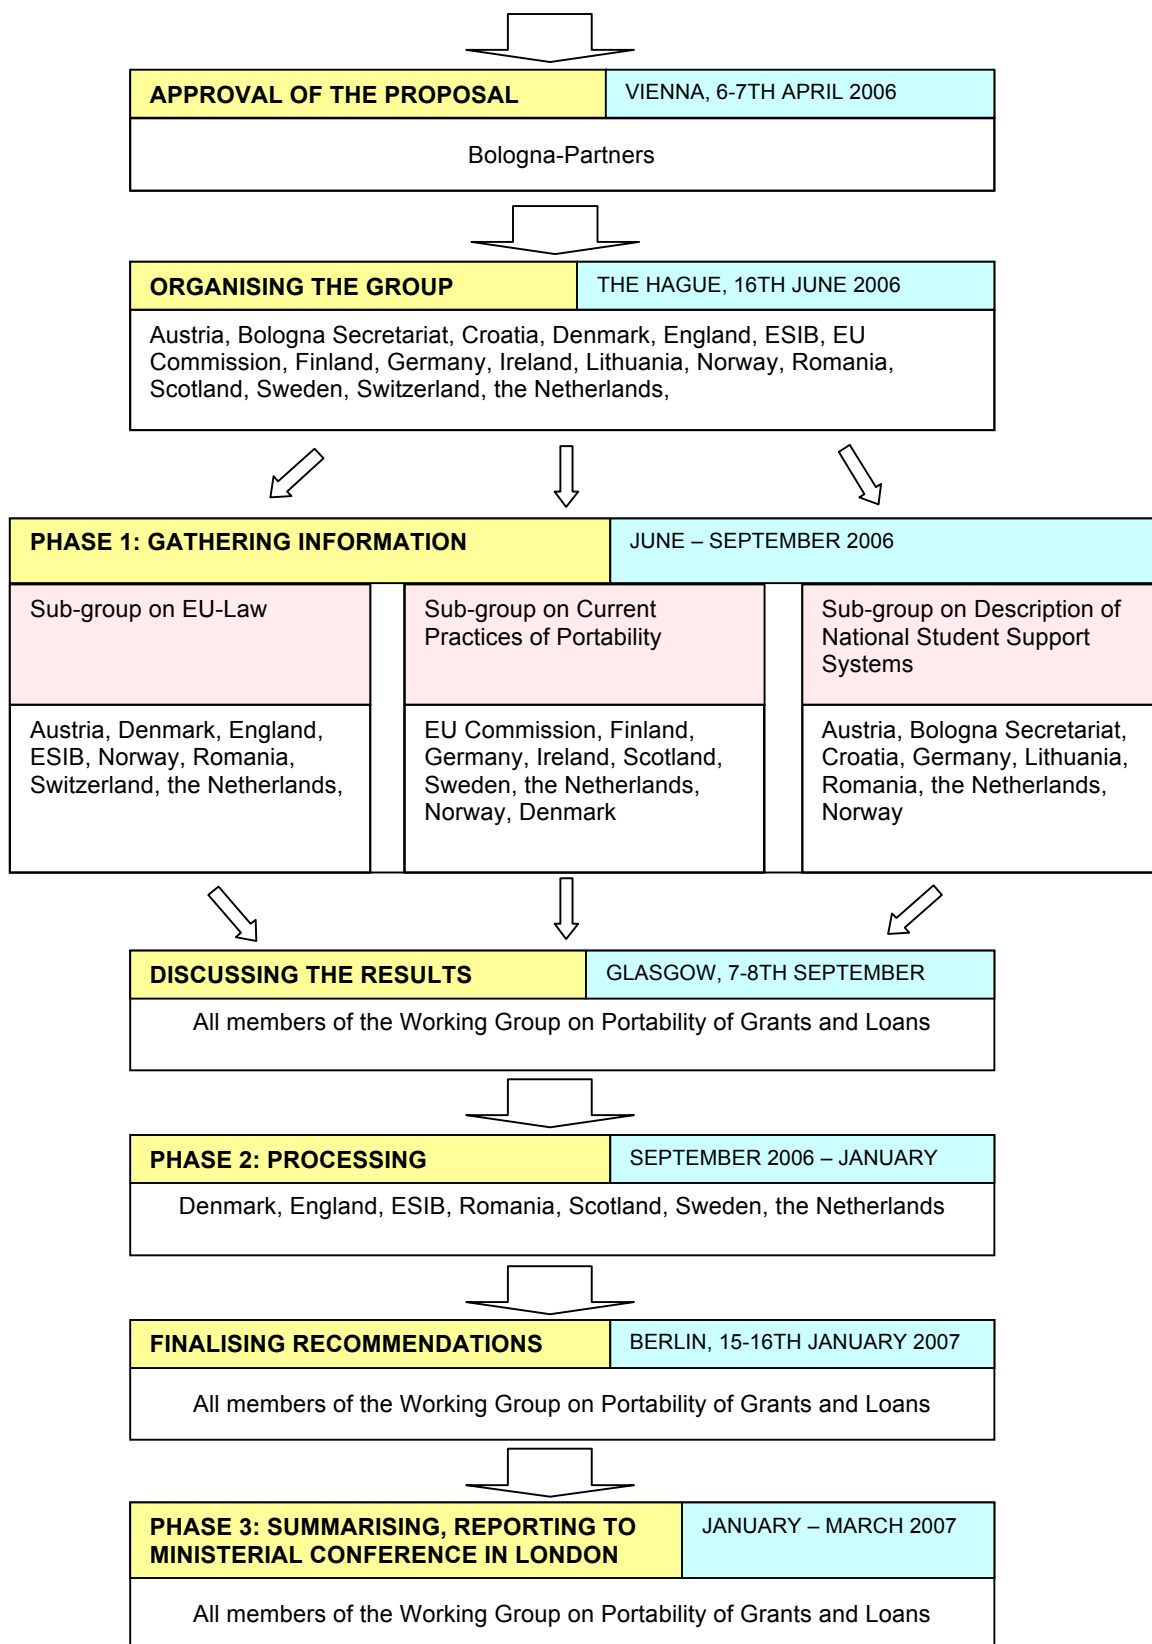 APPROVAL OF THE PROPOSAL
VIENNA, 6-7TH APRIL 2006
Bologna-Partners
ORGANISING THE GROUP
THE HAGUE, 16TH JUNE 2006
Austria, Bologna Secretariat, Croatia, Denmark, England, ESIB, EU
Commission, Finland, Germany, Ireland, Lithuania, Norway, Romania,
Scotland, Sweden, Switzerland, the Netherlands,
PHASE 1: GATHERING INFORMATION
JUNE – SEPTEMBER 2006
Sub-group on EU-Law
Austria, Denmark, England,
ESIB, Norway, Romania,
Switzerland, the Netherlands,
Sub-group on Current
Practices of Portability
EU Commission, Finland,
Germany, Ireland, Scotland,
Sweden, the Netherlands,
Norway, Denmark
Sub-group on Description of
National Student Support
Systems
Austria, Bologna Secretariat,
Croatia, Germany, Lithuania,
Romania, the Netherlands,
Norway
DISCUSSING THE RESULTS
GLASGOW, 7-8TH SEPTEMBER
All members of the Working Group on Portability of Grants and Loans
PHASE 2: PROCESSING
SEPTEMBER 2006 – JANUARY
Denmark, England, ESIB, Romania, Scotland, Sweden, the Netherlands
FINALISING RECOMMENDATIONS
BERLIN, 15-16TH JANUARY 2007
All members of the Working Group on Portability of Grants and Loans
PHASE 3: SUMMARISING, REPORTING TO
MINISTERIAL CONFERENCE IN LONDON
JANUARY – MARCH 2007
All members of the Working Group on Portability of Grants and Loans